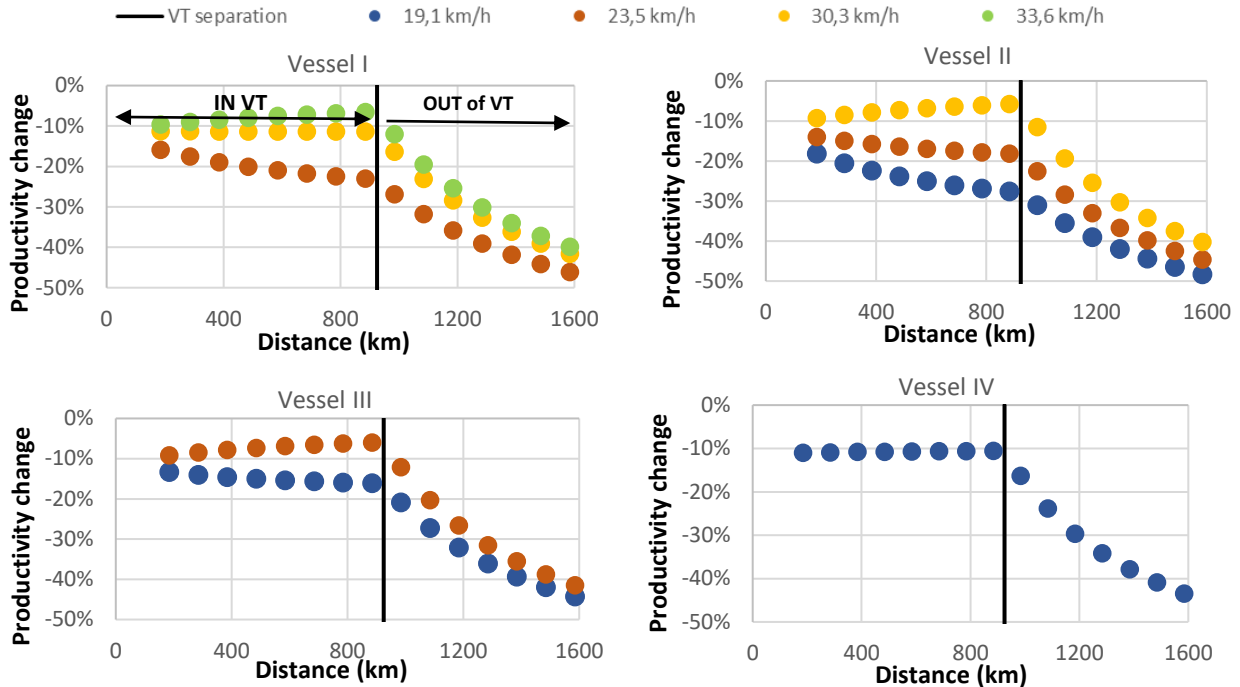 VT separation 19,1 km/h 23,5 km/h 30,3 km/h 33,6 km/h
Vessel I
0%
-10%
-20%
-30%
-40%
-50%
Productivity change
IN VT
OUT of VT
0 400 800 1200 1600
Distance (km)
Vessel II
0%
-10%
-20%
-30%
-40%
-50%
Productivity change
0 400 800 1200 1600
Distance (km)
Vessel III
0%
-10%
-20%
-30%
-40%
-50%
Productivity change
0 400 800 1200 1600
Distance (km)
Vessel IV
0%
-10%
-20%
-30%
-40%
-50%
Productivity change
0 400 800 1200 1600
Distance (km)